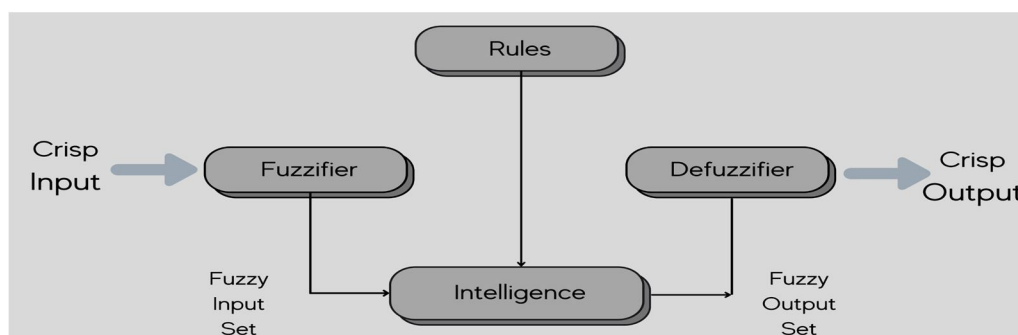 Rules
Crisp
Input
Fuzzifier
Defuzzifier
Crisp
Output
Fuzzy
Input
Set
Intelligence
Fuzzy
Output
Set